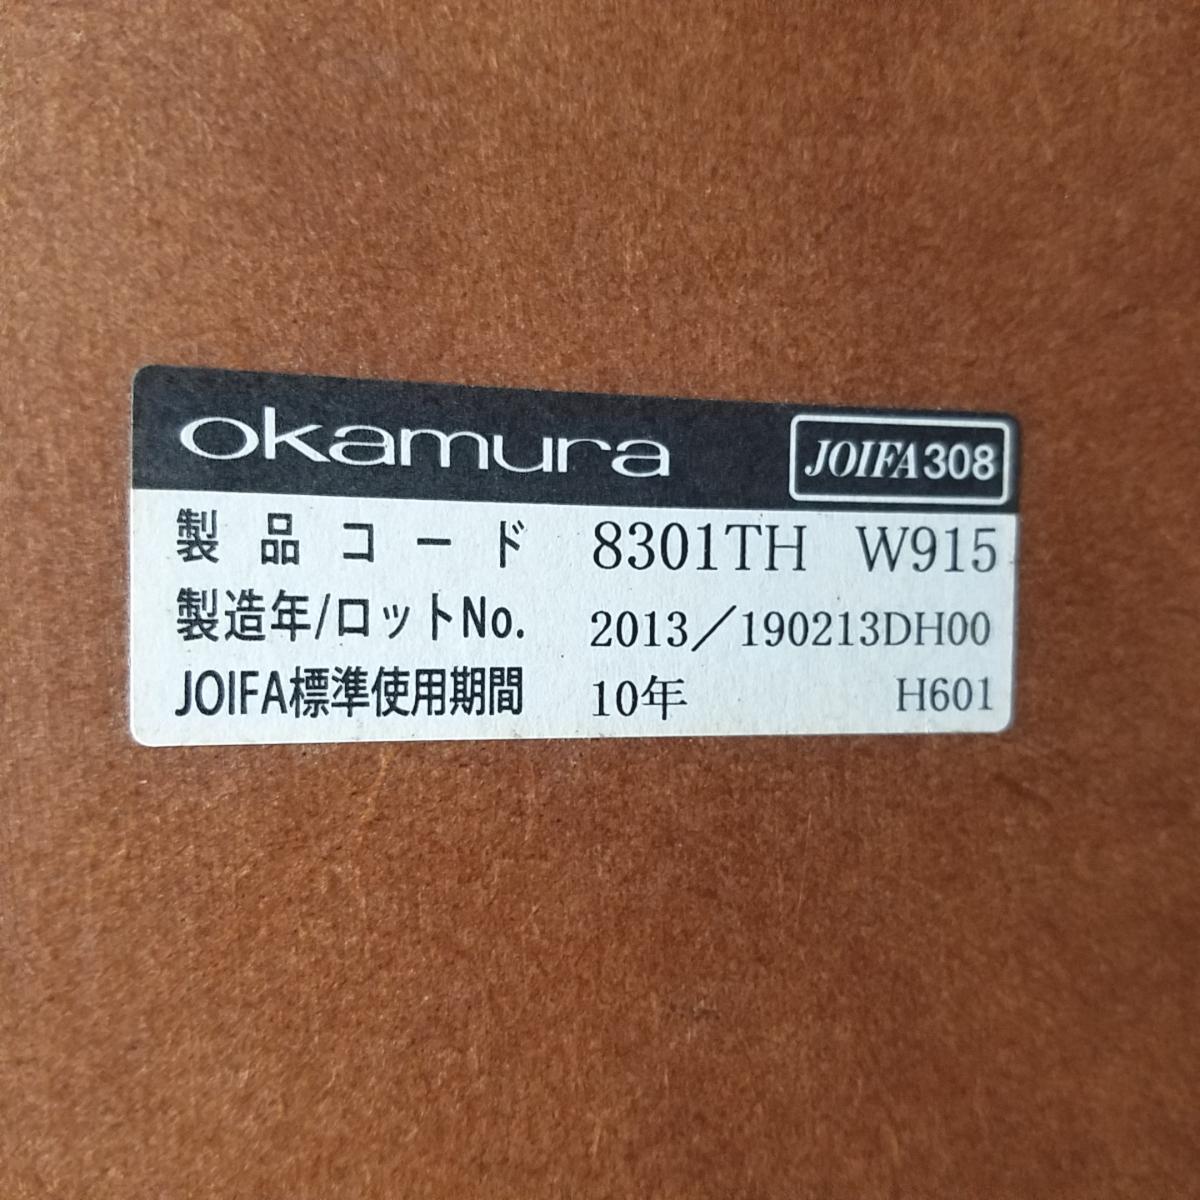 okamura JOIFA308
製品コード 8301TH W915
製造年/ロットNo. 2013／190213DH00
JOIFA標準使用期間 10年 H601